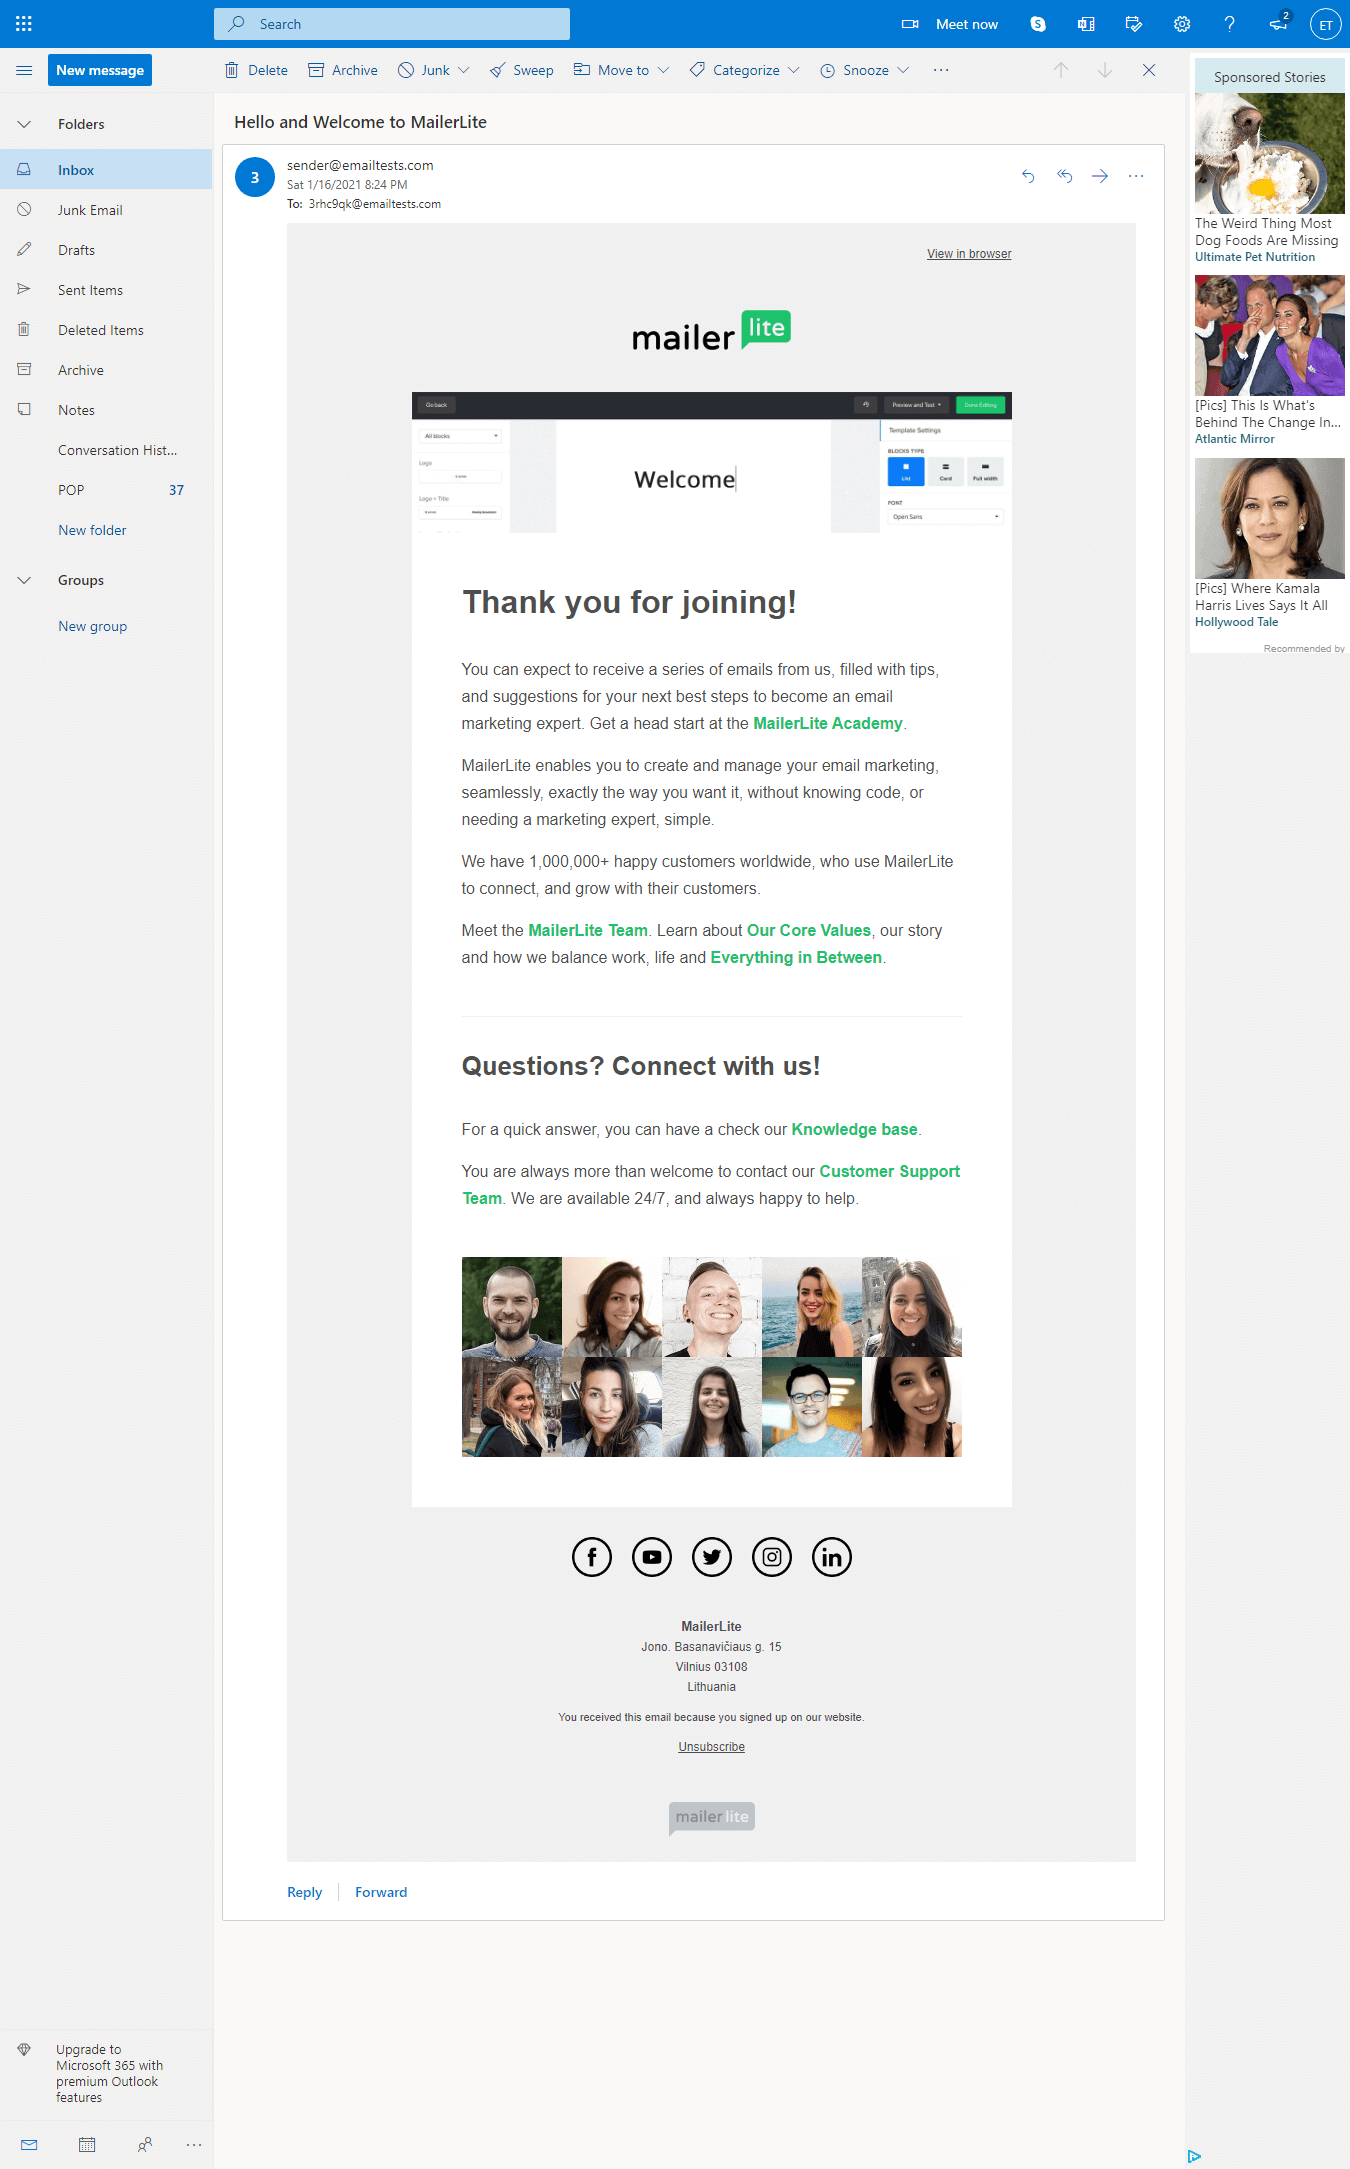 Search
Meet now
2
ET
New message
Delete
Archive
Junk
Sweep
Move to
Categorize
Snooze
Folders
Inbox
Junk Email
Drafts
Sent Items
Deleted Items
Archive
Notes
Conversation Hist...
POP 37
New folder
Groups
New group
Upgrade to
Microsoft 365 with
premium Outlook
features
Hello and Welcome to MailerLite
3
sender@emailtests.com
Sat 1/16/2021 8:24 PM
To: 3rhc9qk@emailtests.com
View in browser
mailer lite
Go back
Preview and Test
Done Editing
All blocks
Logo
Logo + Title
Welcome
Template Settings
BLOCKS TYPE
List
Card
Full width
FONT
Open Sans
Thank you for joining!
You can expect to receive a series of emails from us, filled with tips,
and suggestions for your next best steps to become an email
marketing expert. Get a head start at the MailerLite Academy.
MailerLite enables you to create and manage your email marketing,
seamlessly, exactly the way you want it, without knowing code, or
needing a marketing expert, simple.
We have 1,000,000+ happy customers worldwide, who use MailerLite
to connect, and grow with their customers.
Meet the MailerLite Team. Learn about Our Core Values, our story
and how we balance work, life and Everything in Between.
Questions? Connect with us!
For a quick answer, you can have a check our Knowledge base.
You are always more than welcome to contact our Customer Support
Team. We are available 24/7, and always happy to help.
MailerLite
Jono. Basanavičiaus g. 15
Vilnius 03108
Lithuania
You received this email because you signed up on our website.
Unsubscribe
mailer lite
Reply
Forward
Sponsored Stories
The Weird Thing Most
Dog Foods Are Missing
Ultimate Pet Nutrition
[Pics] This Is What's
Behind The Change In...
Atlantic Mirror
[Pics] Where Kamala
Harris Lives Says It All
Hollywood Tale
Recommended by